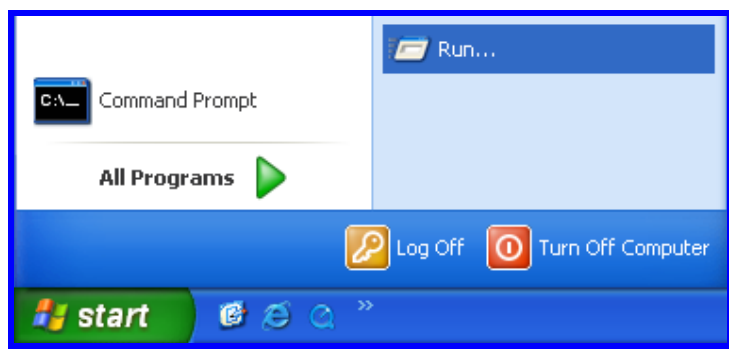 Run...
C:\_
Command Prompt
All Programs
Log Off
Turn Off Computer
start
»